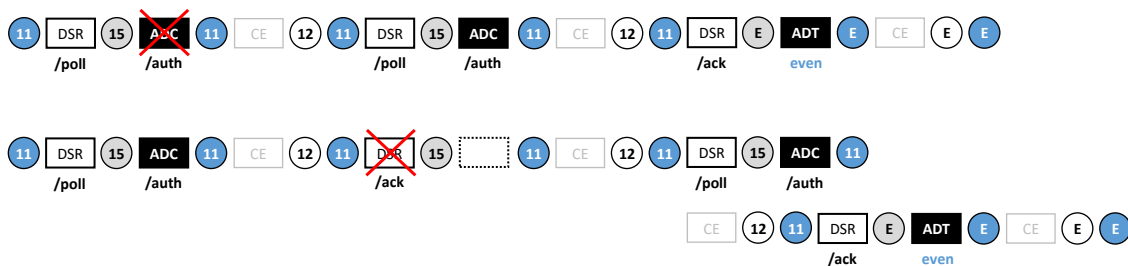 11 DSR 15 ADC 11 CE 12 11 DSR 15 ADC 11 CE 12 11 DSR E ADT E CE E E
/poll /auth /poll /auth /ack even
11 DSR 15 ADC 11 CE 12 11 DSR 15 11 CE 12 11 DSR 15 ADC 11
/poll /auth /ack /poll /auth
CE 12 11 DSR E ADT E CE E E
/ack even